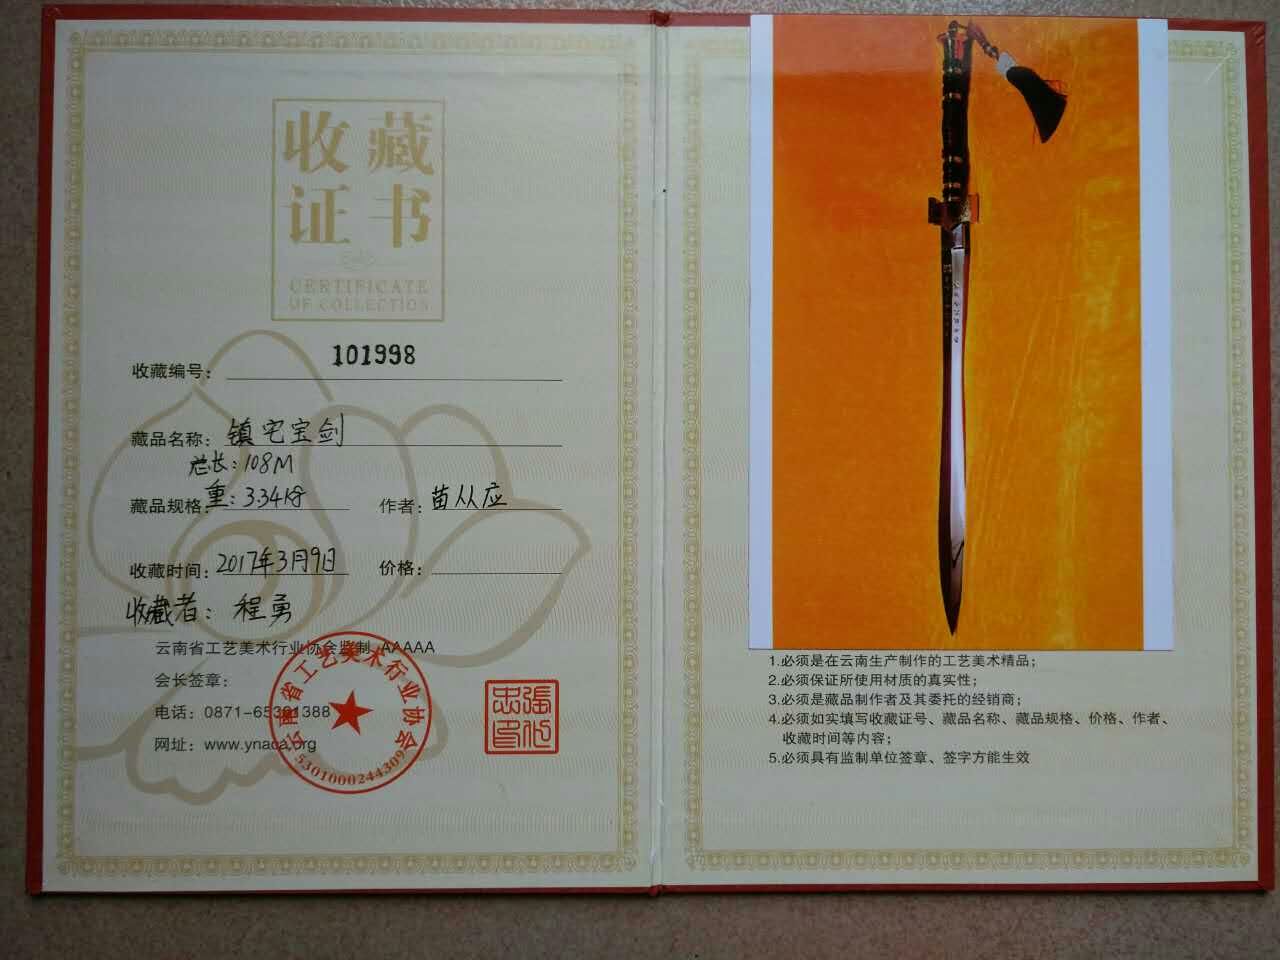 收藏
证书
CERTIFICATE
OF COLLECTION
收藏编号: 101998
藏品名称: 镇宅宝剑
总长:108M
藏品规格: 重:3.34kg 作者: 苗从应
收藏时间: 2017年3月9日 价格:
收藏者: 程勇
云南省工艺美术行业协会监制 AAAAA
会长签章:
电话: 0871-65391388
网址: www.ynaca.org
云南省工艺美术行业协会
5301000244309
1.必须是在云南生产制作的工艺美术精品;
2.必须保证所使用材质的真实性;
3.必须是藏品制作者及其委托的经销商;
4.必须如实填写收藏证号、藏品名称、藏品规格、价格、作者、
收藏时间等内容;
5.必须具有监制单位签章、签字方能生效